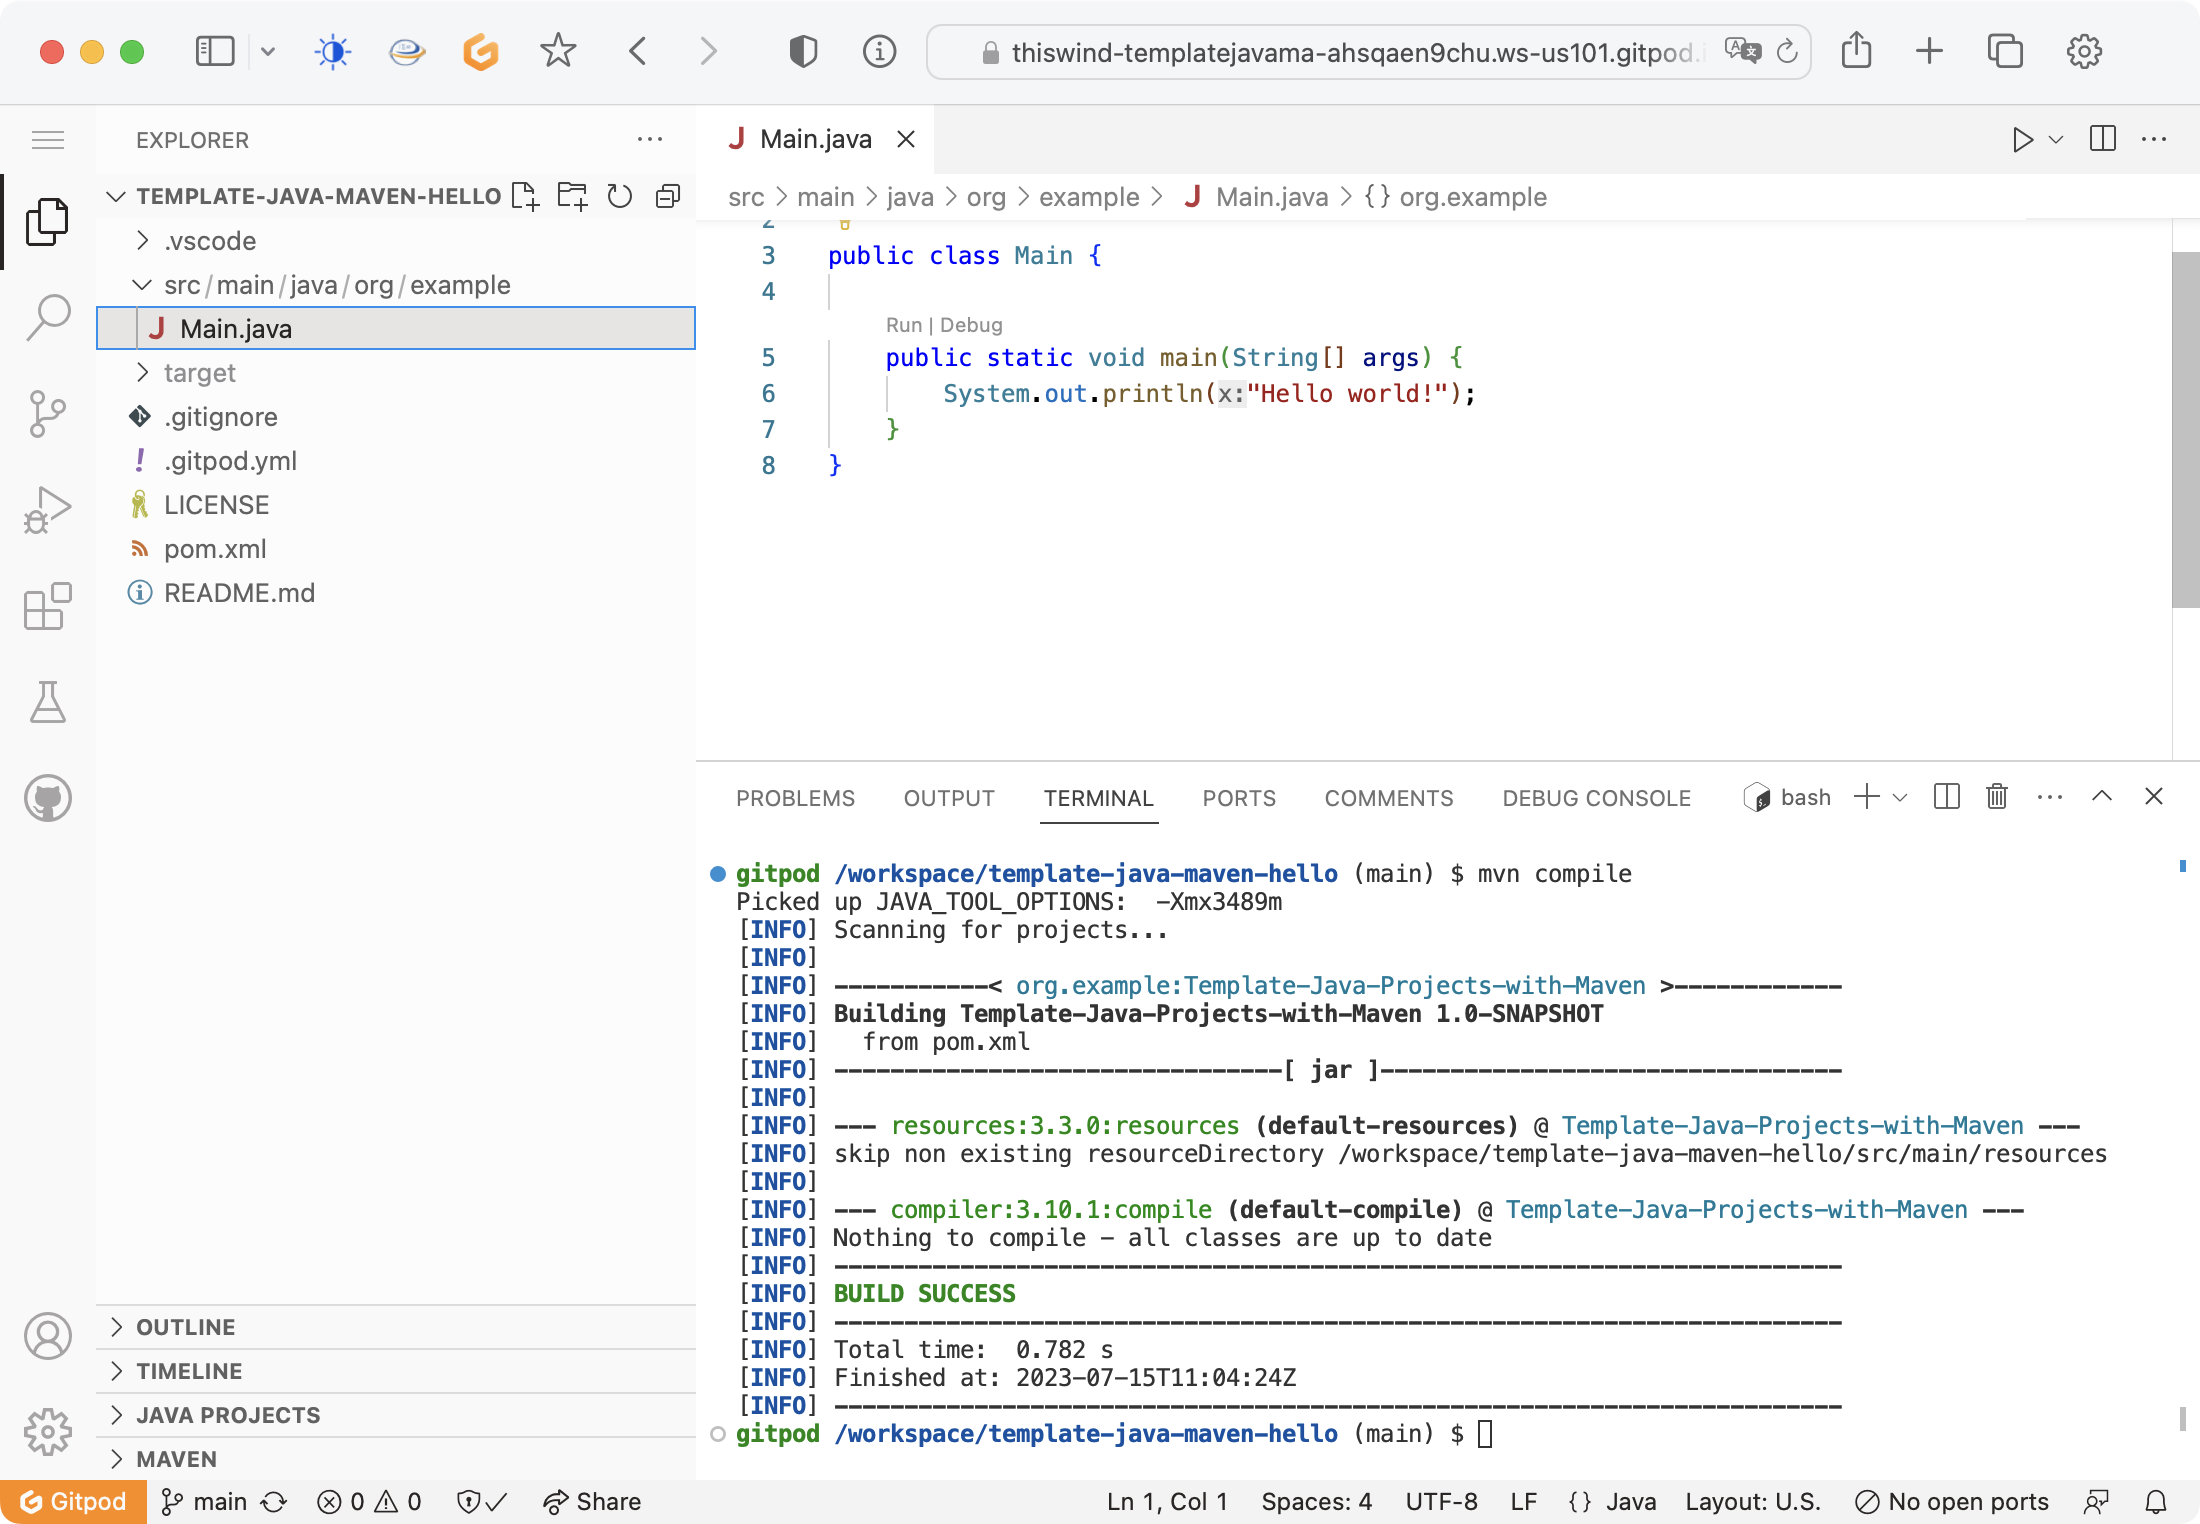 thiswind-templatejavama-ahsqaen9chu.ws-us101.gitpod.
EXPLORER
TEMPLATE-JAVA-MAVEN-HELLO
.vscode
src/main/java/org/example
Main.java
target
.gitignore
.gitpod.yml
LICENSE
pom.xml
README.md
OUTLINE
TIMELINE
JAVA PROJECTS
MAVEN
Main.java
src > main > java > org > example > Main.java > {} org.example
2
3 public class Main {
4
Run | Debug
5 public static void main(String[] args) {
6 System.out.println(x:"Hello world!");
7 }
8 }
PROBLEMS OUTPUT TERMINAL PORTS COMMENTS DEBUG CONSOLE bash
gitpod /workspace/template-java-maven-hello (main) $ mvn compile
Picked up JAVA_TOOL_OPTIONS:  -Xmx3489m
[INFO] Scanning for projects...
[INFO]
[INFO] -----------< org.example:Template-Java-Projects-with-Maven >------------
[INFO] Building Template-Java-Projects-with-Maven 1.0-SNAPSHOT
[INFO]   from pom.xml
[INFO] --------------------------------[ jar ]---------------------------------
[INFO]
[INFO] --- resources:3.3.0:resources (default-resources) @ Template-Java-Projects-with-Maven ---
[INFO] skip non existing resourceDirectory /workspace/template-java-maven-hello/src/main/resources
[INFO]
[INFO] --- compiler:3.10.1:compile (default-compile) @ Template-Java-Projects-with-Maven ---
[INFO] Nothing to compile - all classes are up to date
[INFO] ------------------------------------------------------------------------
[INFO] BUILD SUCCESS
[INFO] ------------------------------------------------------------------------
[INFO] Total time:  0.782 s
[INFO] Finished at: 2023-07-15T11:04:24Z
[INFO] ------------------------------------------------------------------------
gitpod /workspace/template-java-maven-hello (main) $
Gitpod main 0 0 Share Ln 1, Col 1 Spaces: 4 UTF-8 LF {} Java Layout: U.S. No open ports